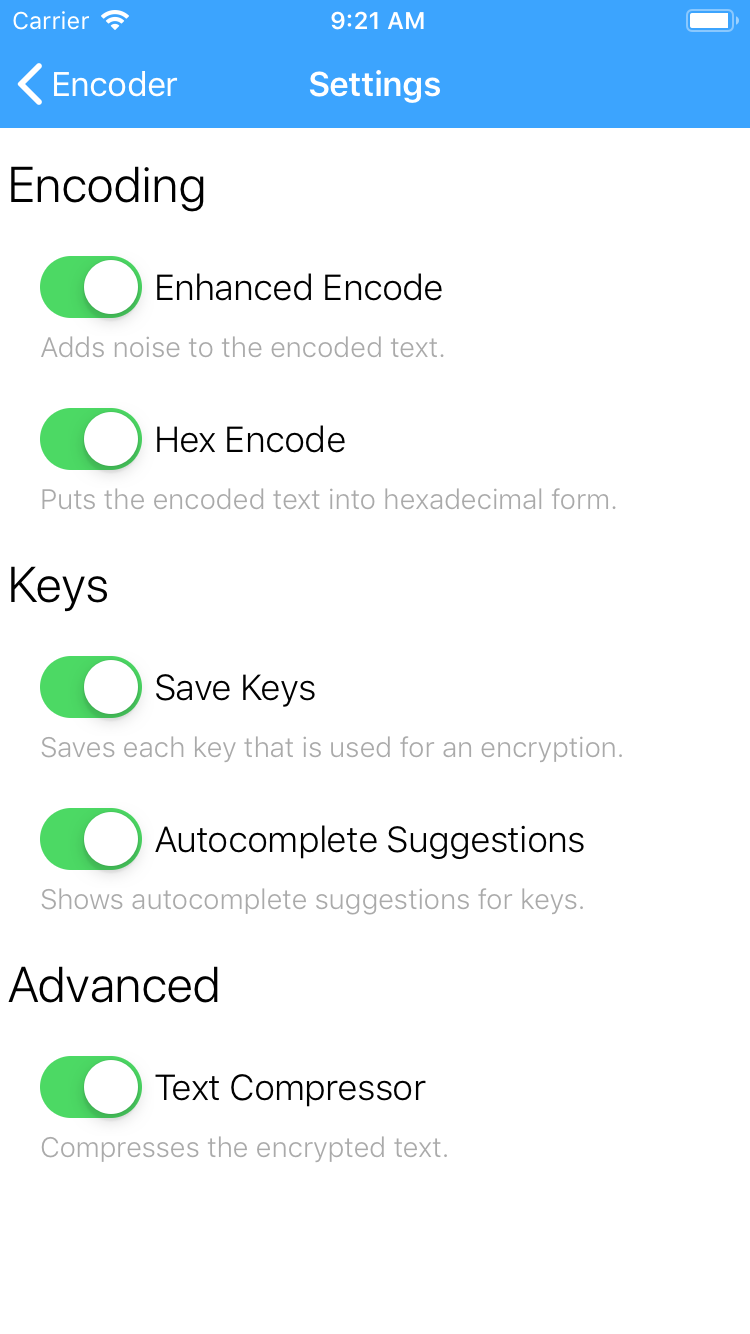 Carrier 9:21 AM
Encoder Settings
Encoding
Enhanced Encode
Adds noise to the encoded text.
Hex Encode
Puts the encoded text into hexadecimal form.
Keys
Save Keys
Saves each key that is used for an encryption.
Autocomplete Suggestions
Shows autocomplete suggestions for keys.
Advanced
Text Compressor
Compresses the encrypted text.